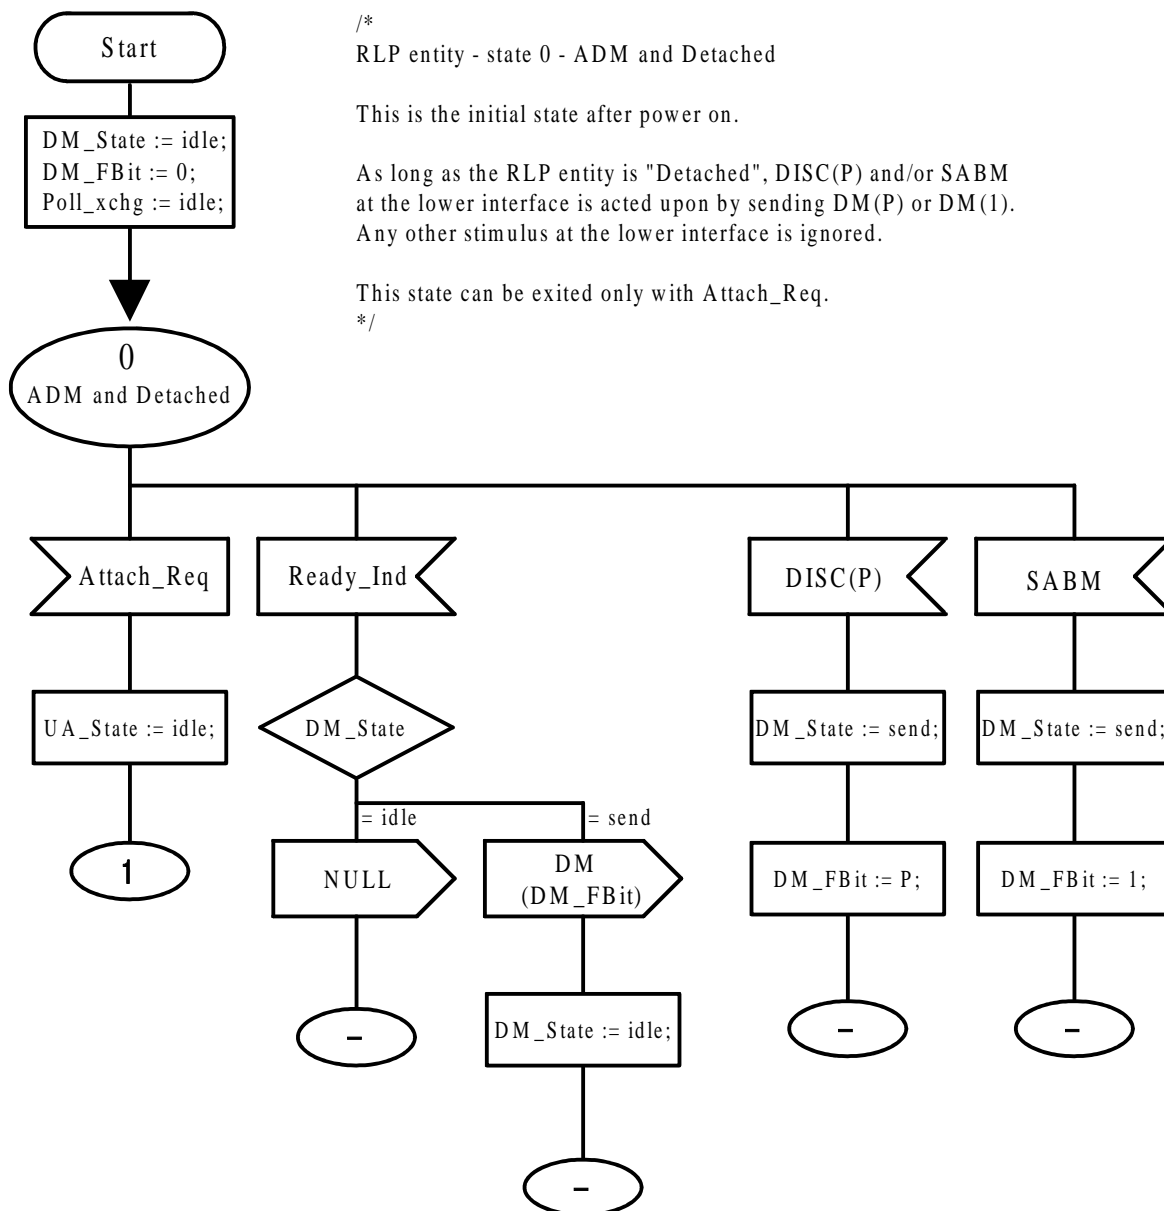 Start
/*
RLP entity - state 0 - ADM and Detached
This is the initial state after power on.
As long as the RLP entity is "Detached", DISC(P) and/or SABM
at the lower interface is acted upon by sending DM(P) or DM(1).
Any other stimulus at the lower interface is ignored.
This state can be exited only with Attach_Req.
*/
DM_State := idle;
DM_FBit := 0;
Poll_xchg := idle;
0
ADM and Detached
Attach_Req
Ready_Ind
DISC(P)
SABM
UA_State := idle;
DM_State
DM_State := send;
DM_State := send;
= idle
= send
1
NULL
DM
(DM_FBit)
DM_FBit := P;
DM_FBit := 1;
-
DM_State := idle;
-
-
-